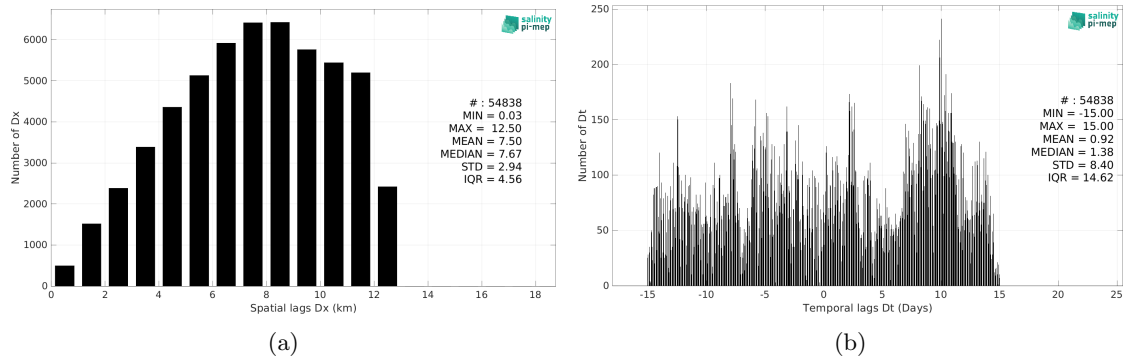 salinity
pi-mep
6000
5000
4000
3000
2000
1000
0
Number of Dx
# : 54838
MIN = 0.03
MAX = 12.50
MEAN = 7.50
MEDIAN = 7.67
STD = 2.94
IQR = 4.56
0 2 4 6 8 10 12 14 16 18
Spatial lags Dx (km)
(a)
salinity
pi-mep
250
200
150
100
50
0
Number of Dt
# : 54838
MIN = -15.00
MAX = 15.00
MEAN = 0.92
MEDIAN = 1.38
STD = 8.40
IQR = 14.62
-15 -10 -5 0 5 10 15 20 25
Temporal lags Dt (Days)
(b)